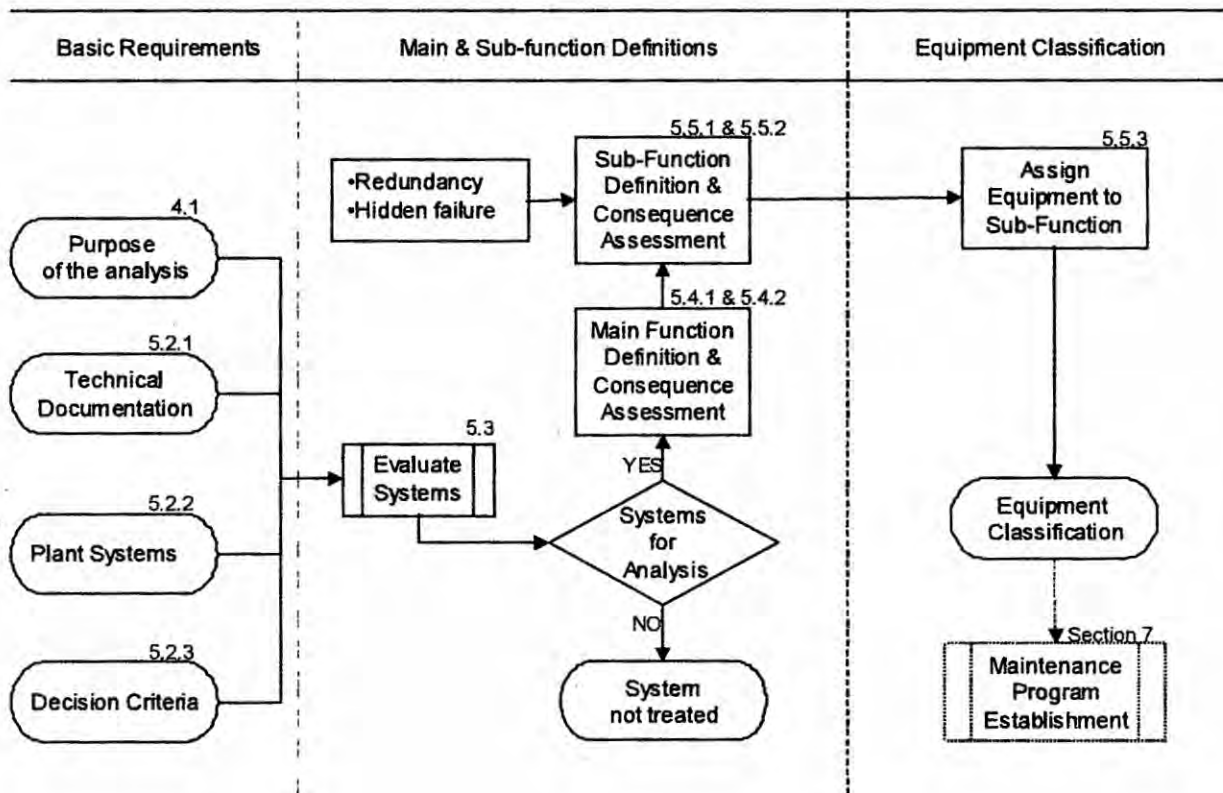 Basic Requirements
Main & Sub-function Definitions
Equipment Classification
4.1
Purpose
of the analysis
5.2.1
Technical
Documentation
5.2.2
Plant Systems
5.2.3
Decision Criteria
•Redundancy
•Hidden failure
5.5.1 & 5.5.2
Sub-Function
Definition &
Consequence
Assessment
5.4.1 & 5.4.2
Main Function
Definition &
Consequence
Assessment
5.3
Evaluate
Systems
YES
Systems
for
Analysis
NO
System
not treated
5.5.3
Assign
Equipment to
Sub-Function
Equipment
Classification
Section 7
Maintenance
Program
Establishment